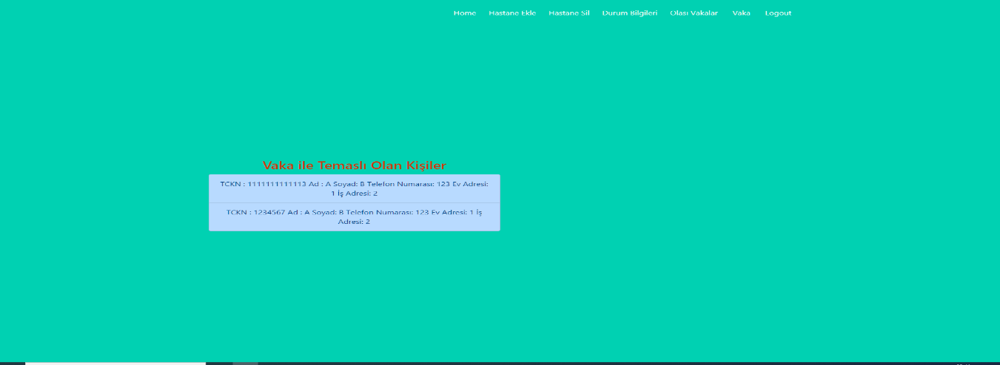 Home Hastane Ekle Hastane Sil Durum Bilgileri Olası Vakalar Vaka Logout
Vaka ile Temaslı Olan Kişiler
TCKN : 1111111111113 Ad : A Soyad: B Telefon Numarası: 123 Ev Adresi:
1 İş Adresi: 2
TCKN : 1234567 Ad : A Soyad: B Telefon Numarası: 123 Ev Adresi: 1 İş
Adresi: 2